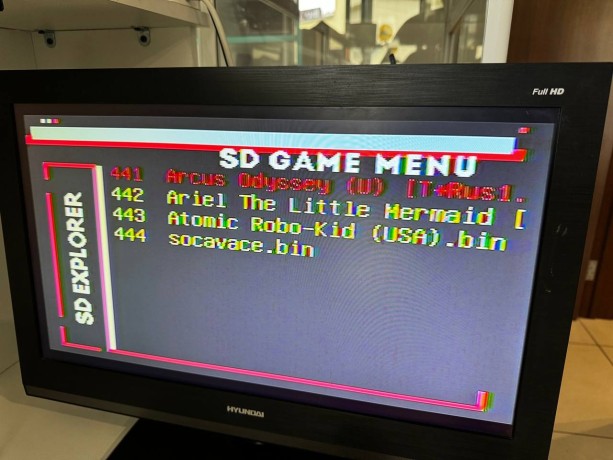 Full HD
SD GAME MENU
441 Arcus Odyssey (U) [T+Rus1.
442 Ariel The Little Mermaid [
443 Atomic Robo-Kid (USA).bin
444 socavace.bin
SD EXPLORER
HYUNDAI